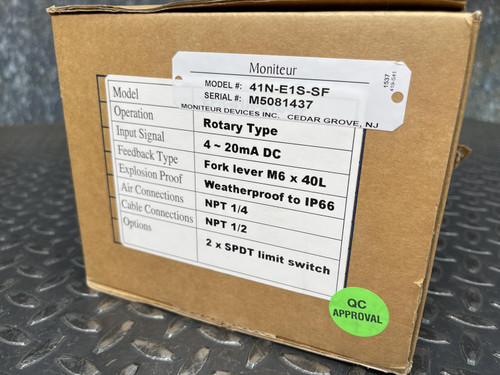 Moniteur
MODEL #: 41N-E1S-SF
SERIAL #: M5081437
MONITEUR DEVICES INC. CEDAR GROVE, NJ
1537
Model
Operation Rotary Type
Input Signal 4 ~ 20mA DC
Feedback Type Fork lever M6 x 40L
Explosion Proof Weatherproof to IP66
Air Connections NPT 1/4
Cable Connections NPT 1/2
Options 2 x SPDT limit switch
QC
APPROVAL